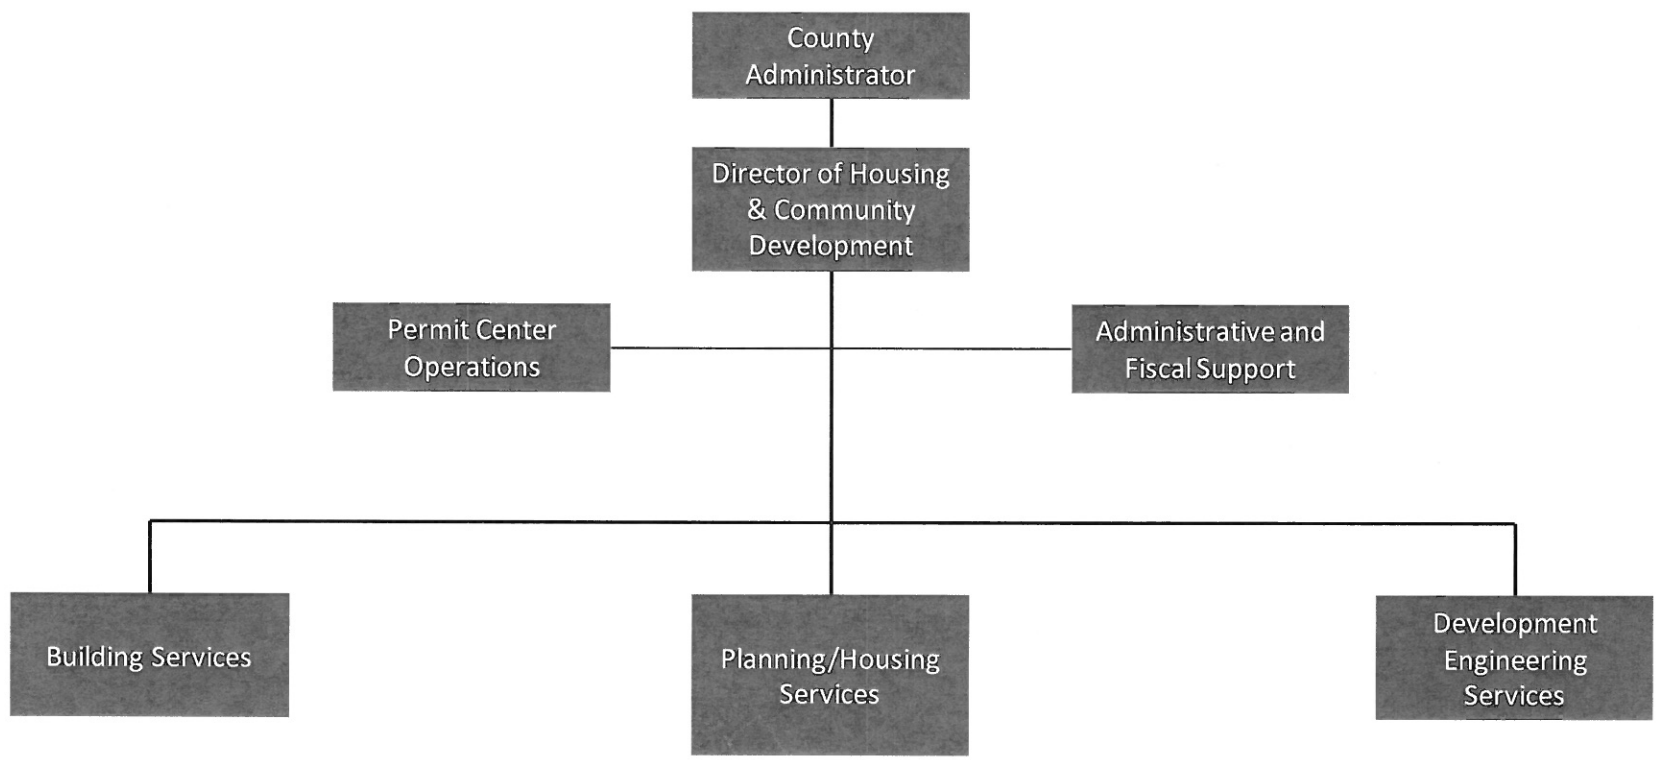 County
Administrator
Director of Housing
& Community
Development
Permit Center
Operations
Administrative and
Fiscal Support
Building Services
Planning/Housing
Services
Development
Engineering
Services